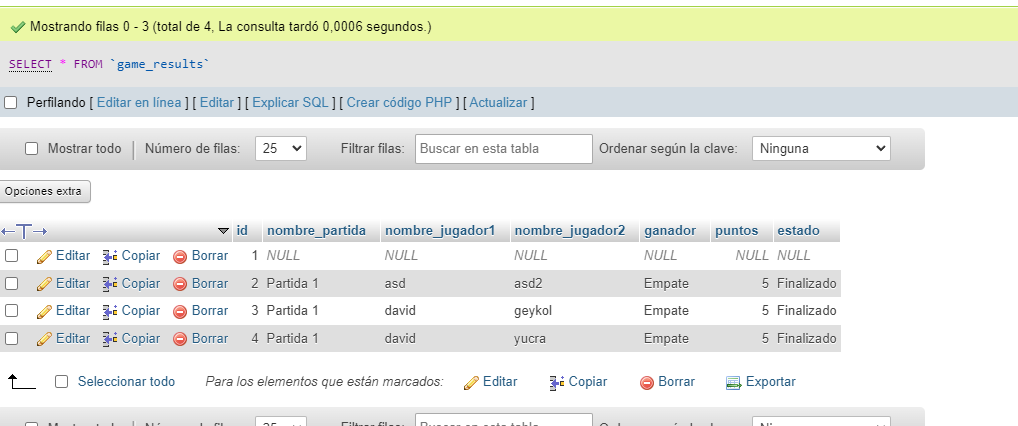 Mostrando filas 0 - 3 (total de 4, La consulta tardó 0,0006 segundos.)
SELECT * FROM `game_results`
Perfilando [ Editar en línea ] [ Editar ] [ Explicar SQL ] [ Crear código PHP ] [ Actualizar ]
Mostrar todo Número de filas: 25 Filtrar filas: Buscar en esta tabla Ordenar según la clave: Ninguna
Opciones extra
←T→ id nombre_partida nombre_jugador1 nombre_jugador2 ganador puntos estado
Editar Copiar Borrar 1 NULL NULL NULL NULL NULL NULL
Editar Copiar Borrar 2 Partida 1 asd asd2 Empate 5 Finalizado
Editar Copiar Borrar 3 Partida 1 david geykol Empate 5 Finalizado
Editar Copiar Borrar 4 Partida 1 david yucra Empate 5 Finalizado
Seleccionar todo Para los elementos que están marcados: Editar Copiar Borrar Exportar